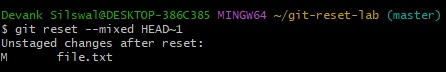 Devank Silswal@DESKTOP-386C385 MINGW64 ~/git-reset-lab (master)
$ git reset --mixed HEAD~1
Unstaged changes after reset:
M       file.txt